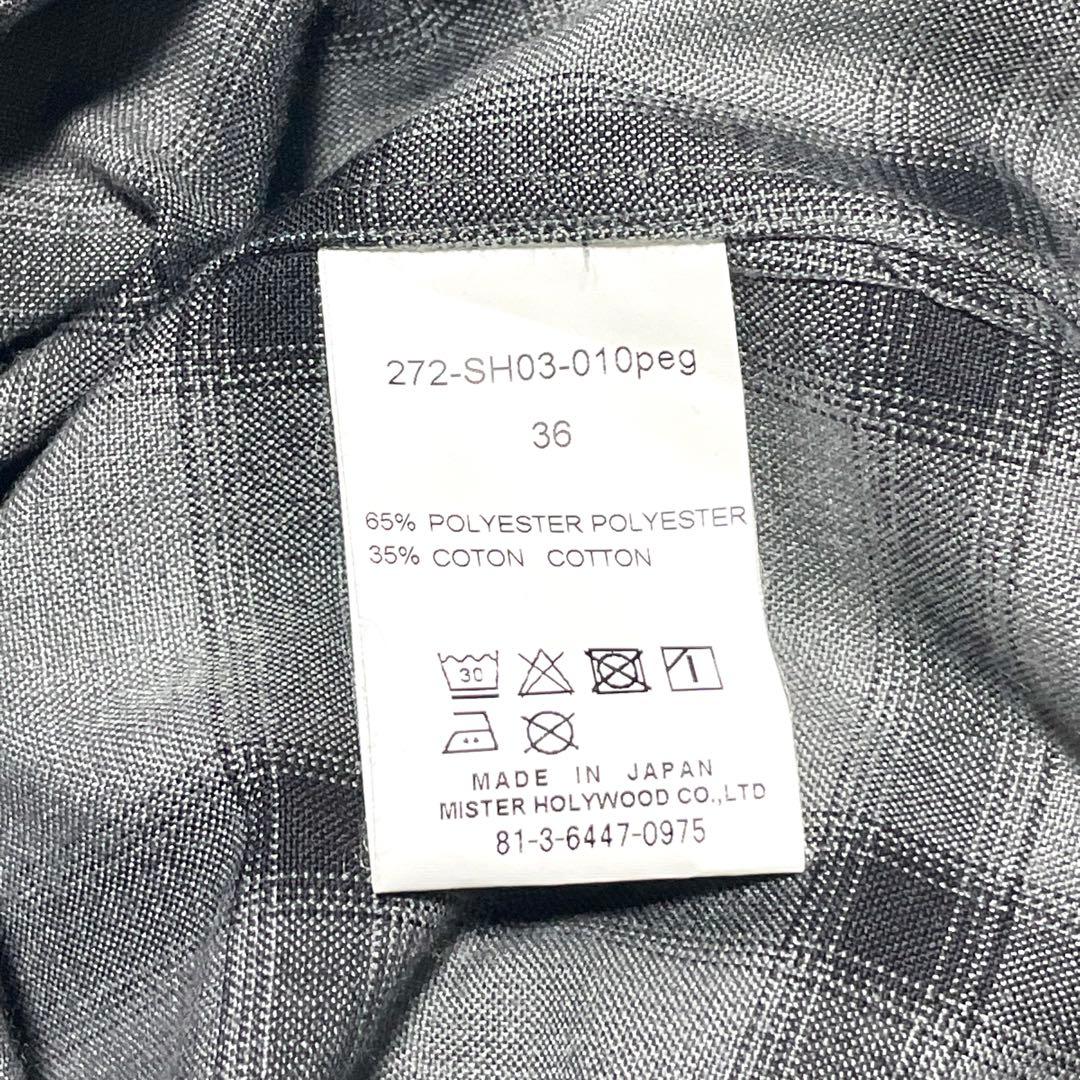 272-SH03-010peg
36
65% POLYESTER POLYESTER
35% COTON COTTON
30
MADE IN JAPAN
MISTER HOLYWOOD CO.,LTD
81-3-6447-0975